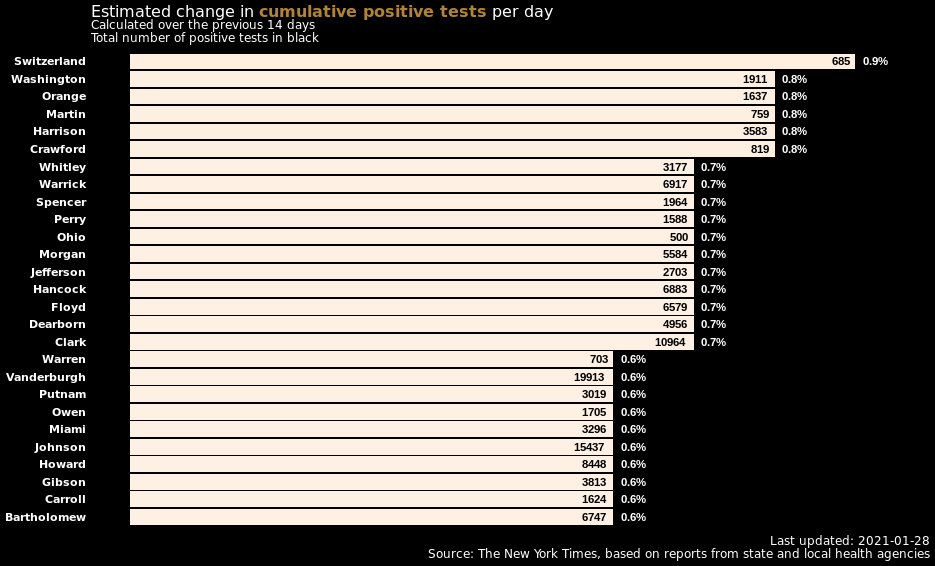 Estimated change in cumulative positive tests per day
Calculated over the previous 14 days
Total number of positive tests in black
Switzerland 685 0.9%
Washington 1911 0.8%
Orange 1637 0.8%
Martin 759 0.8%
Harrison 3583 0.8%
Crawford 819 0.8%
Whitley 3177 0.7%
Warrick 6917 0.7%
Spencer 1964 0.7%
Perry 1588 0.7%
Ohio 500 0.7%
Morgan 5584 0.7%
Jefferson 2703 0.7%
Hancock 6883 0.7%
Floyd 6579 0.7%
Dearborn 4956 0.7%
Clark 10964 0.7%
Warren 703 0.6%
Vanderburgh 19913 0.6%
Putnam 3019 0.6%
Owen 1705 0.6%
Miami 3296 0.6%
Johnson 15437 0.6%
Howard 8448 0.6%
Gibson 3813 0.6%
Carroll 1624 0.6%
Bartholomew 6747 0.6%
Last updated: 2021-01-28
Source: The New York Times, based on reports from state and local health agencies